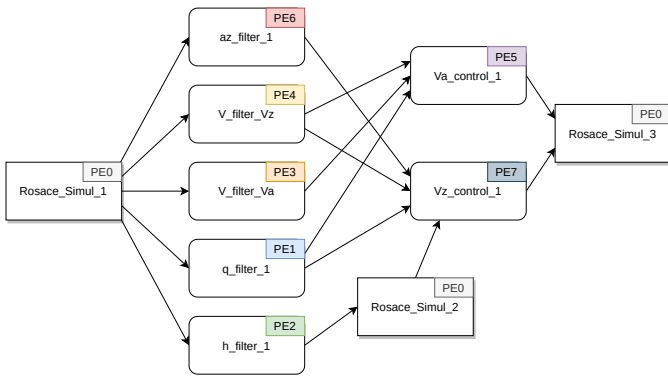 PE6
az_filter_1
PE4
V_filter_Vz
PE5
Va_control_1
PE0
Rosace_Simul_3
PE0
Rosace_Simul_1
PE3
V_filter_Va
PE7
Vz_control_1
PE1
q_filter_1
PE0
Rosace_Simul_2
PE2
h_filter_1